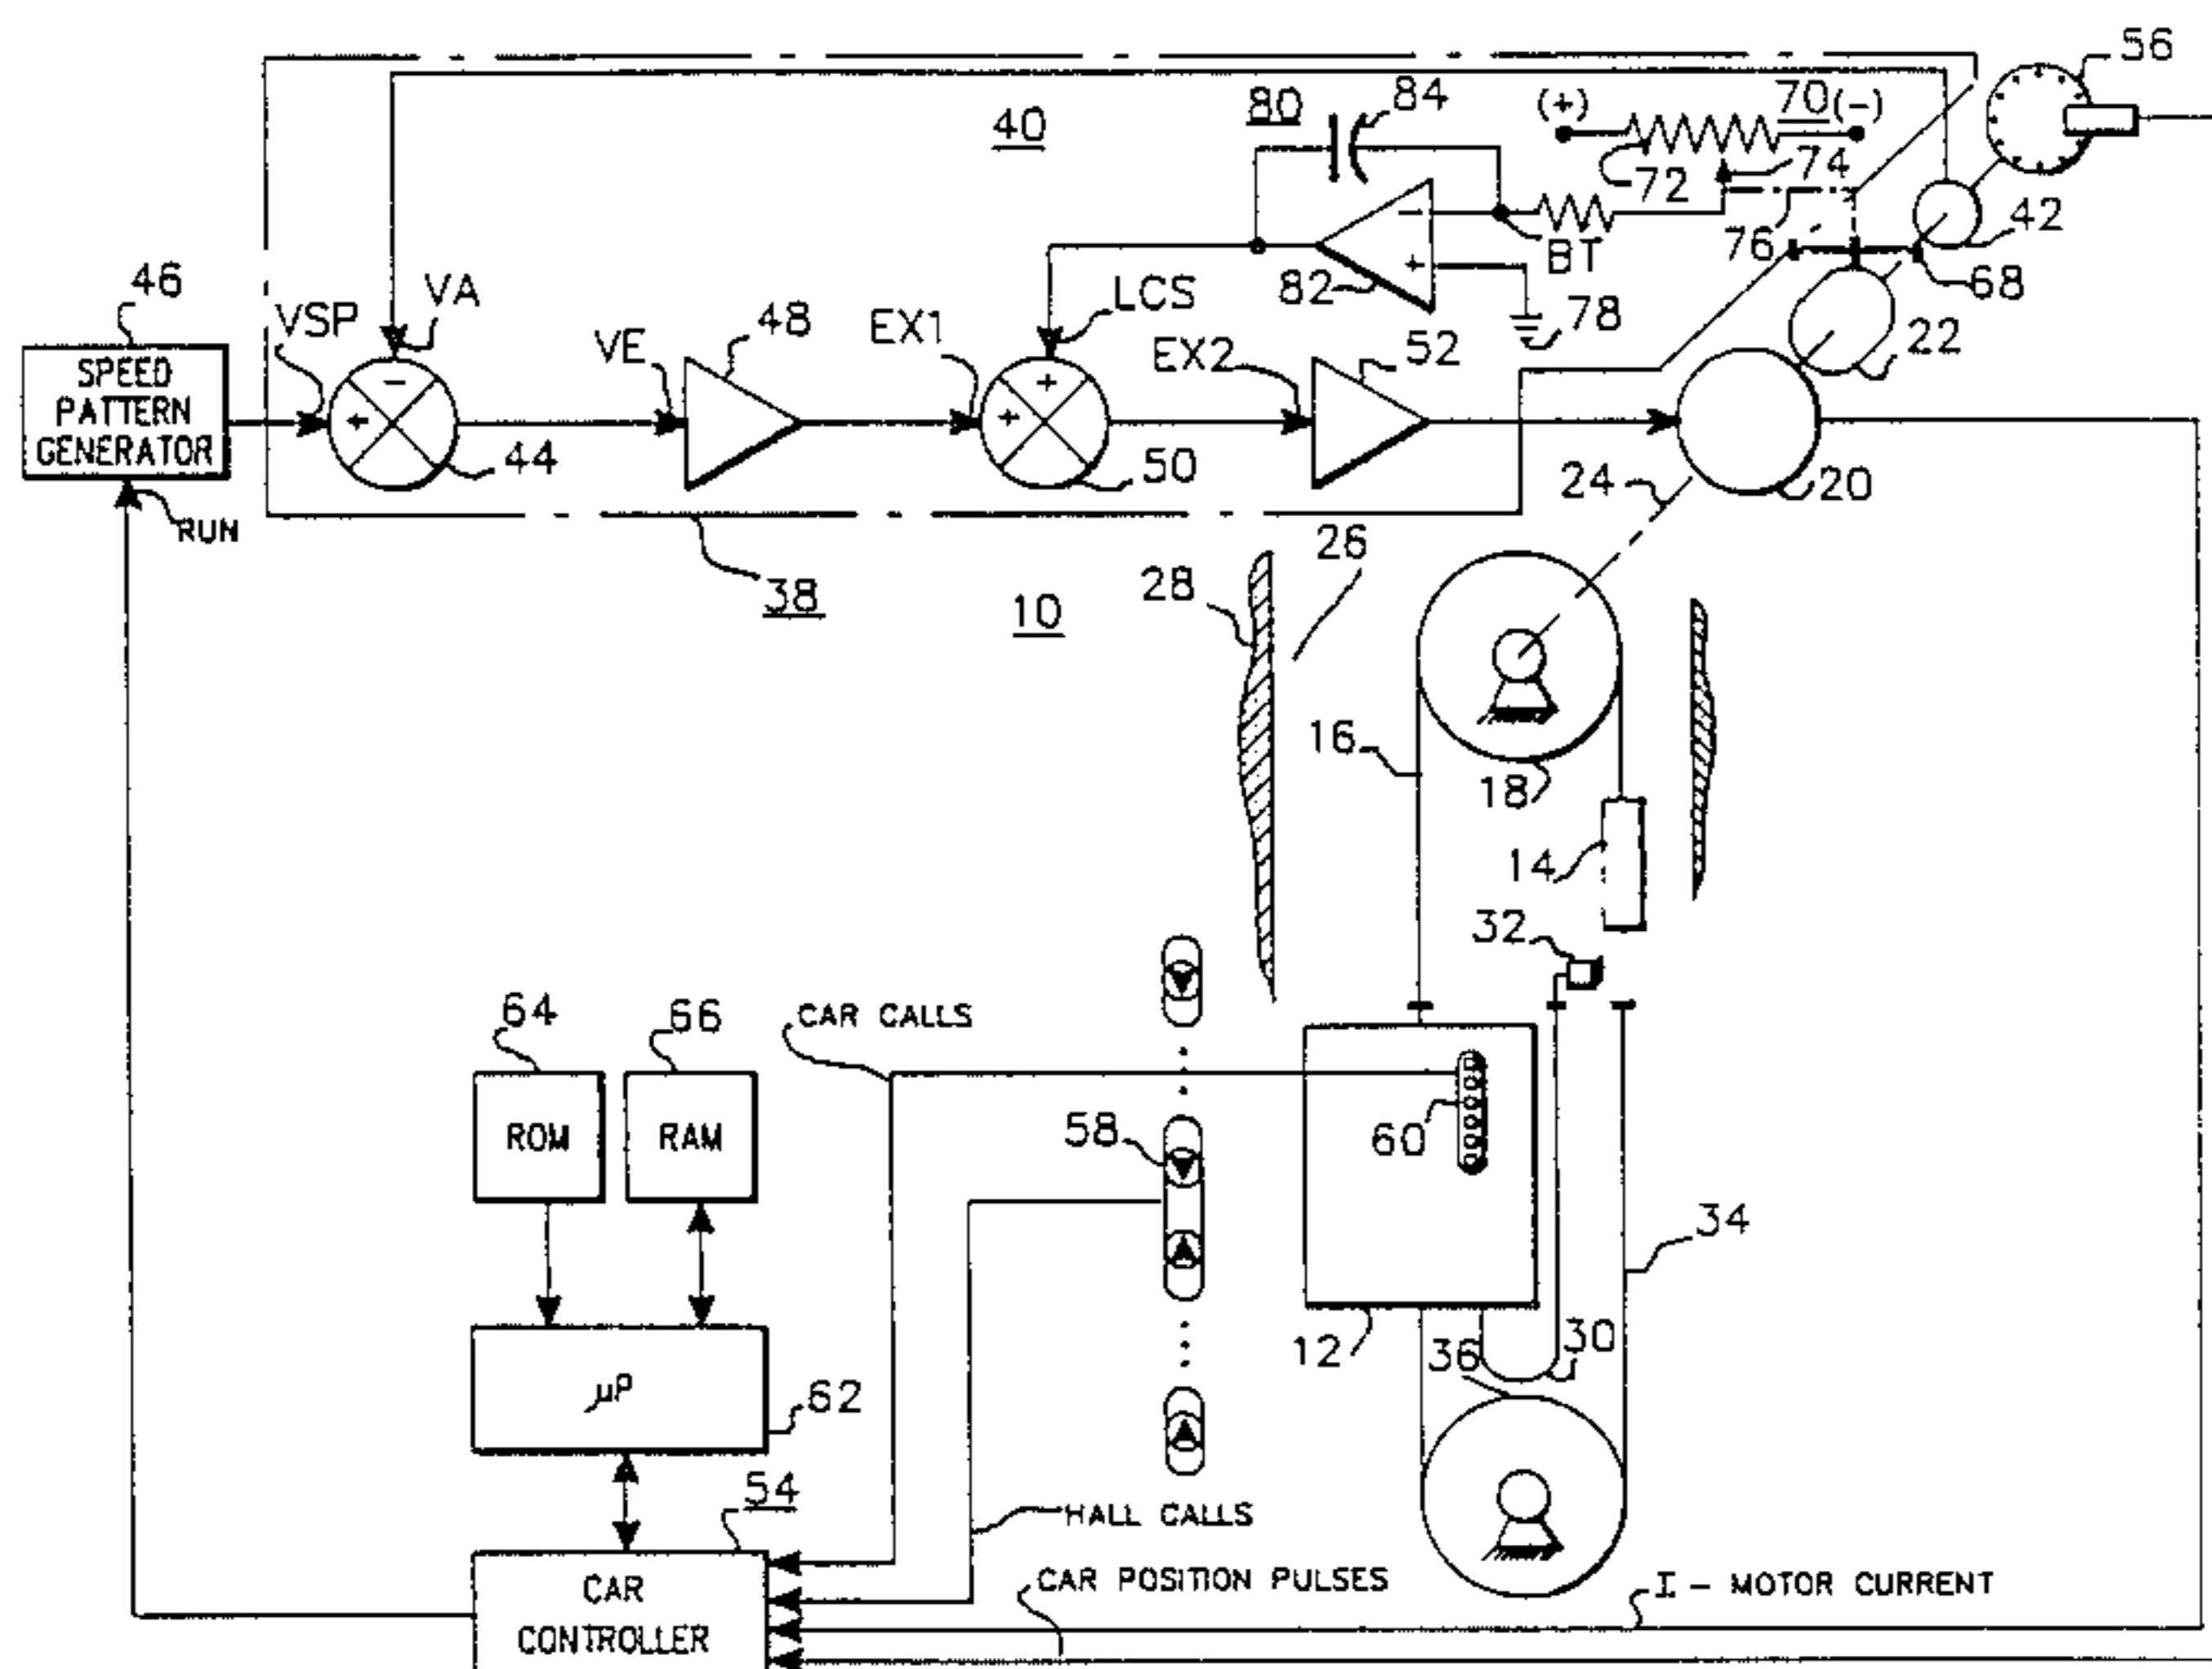 56
84
80
(+)
70
(-)
40
72
74
42
76
BT
68
82
46
VSP
VA
LCS
78
22
48
EX1
VE
EX2
52
SPEED
PATTERN
GENERATOR
-
+
+
+
-
+
44
50
24
20
RUN
38
10
28
26
16
18
14
32
64
66
CAR CALLS
ROM
RAM
58
60
34
12
36
30
µP
62
54
HALL CALLS
CAR
CONTROLLER
CAR POSITION PULSES
I - MOTOR CURRENT